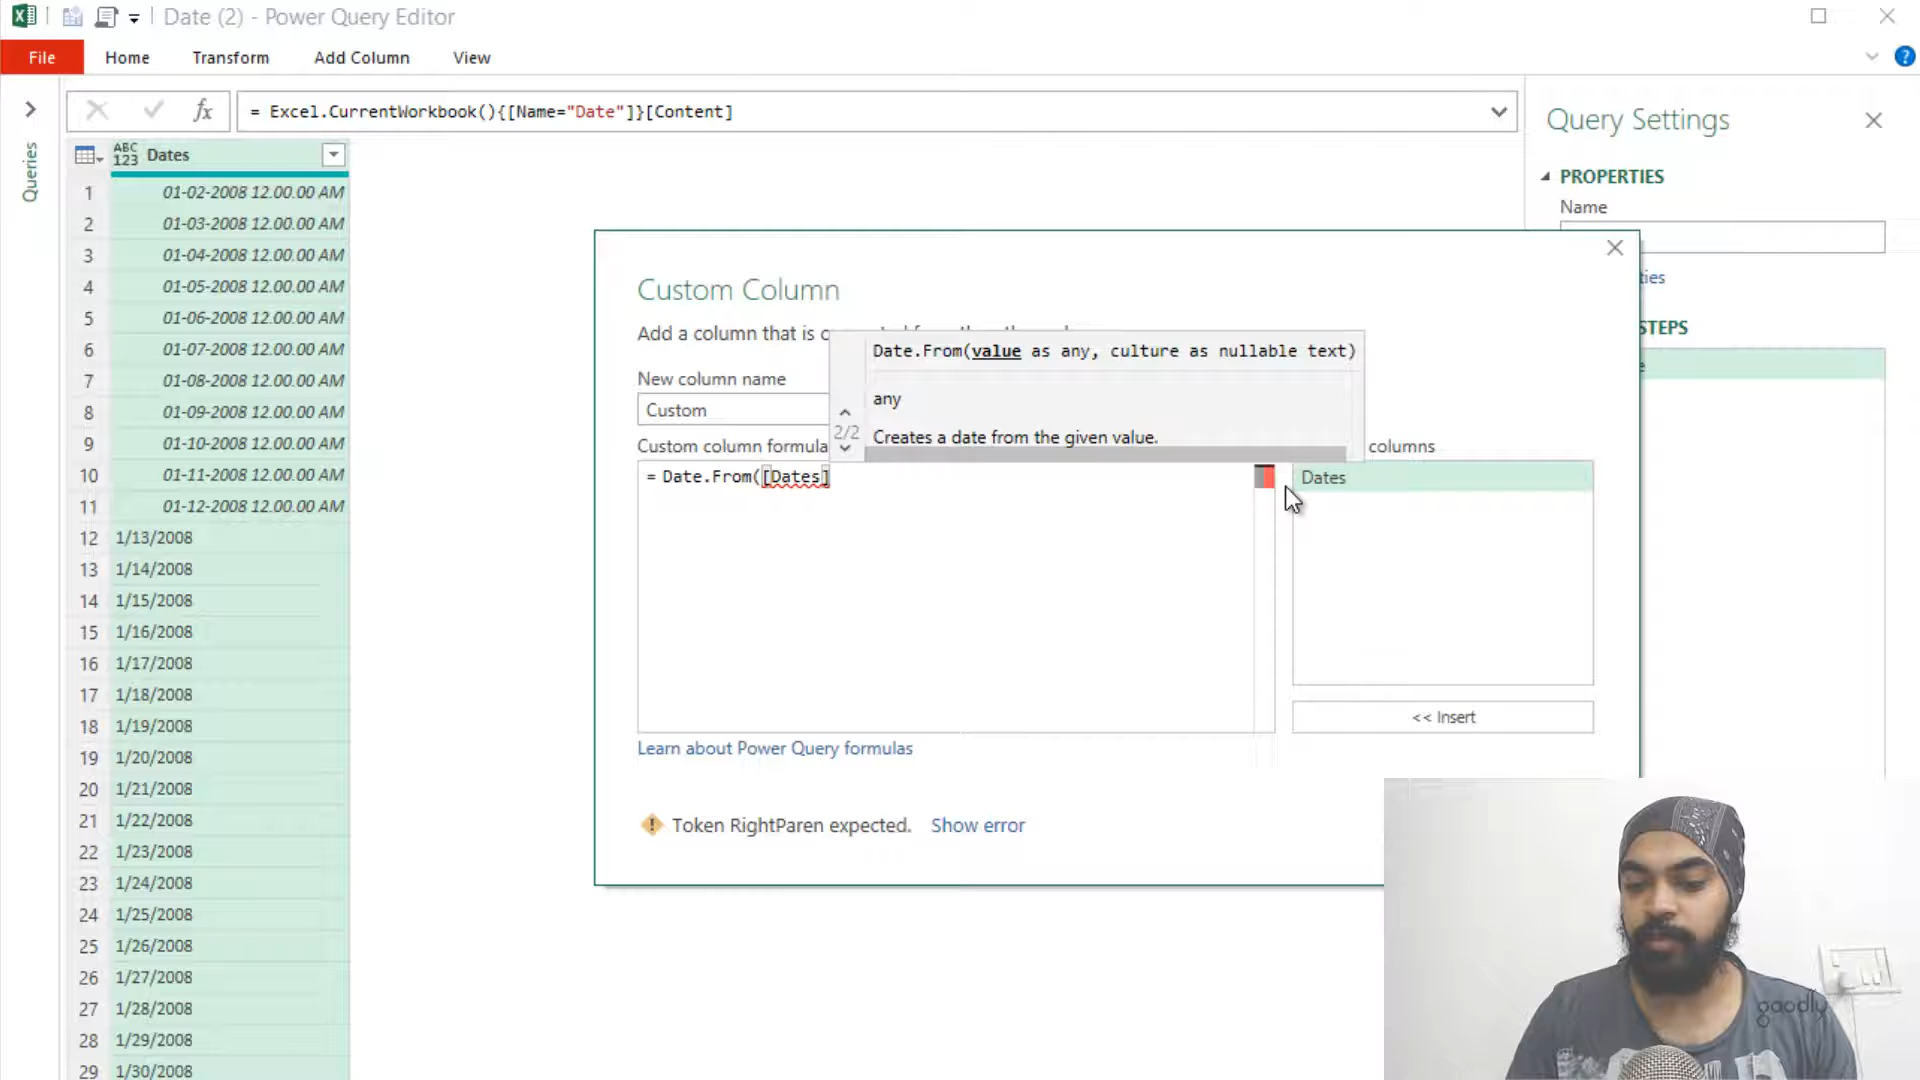 Date (2) - Power Query Editor
File Home Transform Add Column View ?
fx = Excel.CurrentWorkbook(){[Name="Date"]}[Content]
Queries
ABC 123 Dates
1 01-02-2008 12.00.00 AM
2 01-03-2008 12.00.00 AM
3 01-04-2008 12.00.00 AM
4 01-05-2008 12.00.00 AM
5 01-06-2008 12.00.00 AM
6 01-07-2008 12.00.00 AM
7 01-08-2008 12.00.00 AM
8 01-09-2008 12.00.00 AM
9 01-10-2008 12.00.00 AM
10 01-11-2008 12.00.00 AM
11 01-12-2008 12.00.00 AM
12 1/13/2008
13 1/14/2008
14 1/15/2008
15 1/16/2008
16 1/17/2008
17 1/18/2008
18 1/19/2008
19 1/20/2008
20 1/21/2008
21 1/22/2008
22 1/23/2008
23 1/24/2008
24 1/25/2008
25 1/26/2008
26 1/27/2008
27 1/28/2008
28 1/29/2008
29 1/30/2008
Custom Column
Add a column that is
New column name
Custom
Custom column formula
= Date.From([Dates]
Date.From(value as any, culture as nullable text)
any
2/2
Creates a date from the given value.
columns
Dates
<< Insert
Learn about Power Query formulas
Token RightParen expected. Show error
Query Settings
PROPERTIES
Name
ties
STEPS
e
goodly